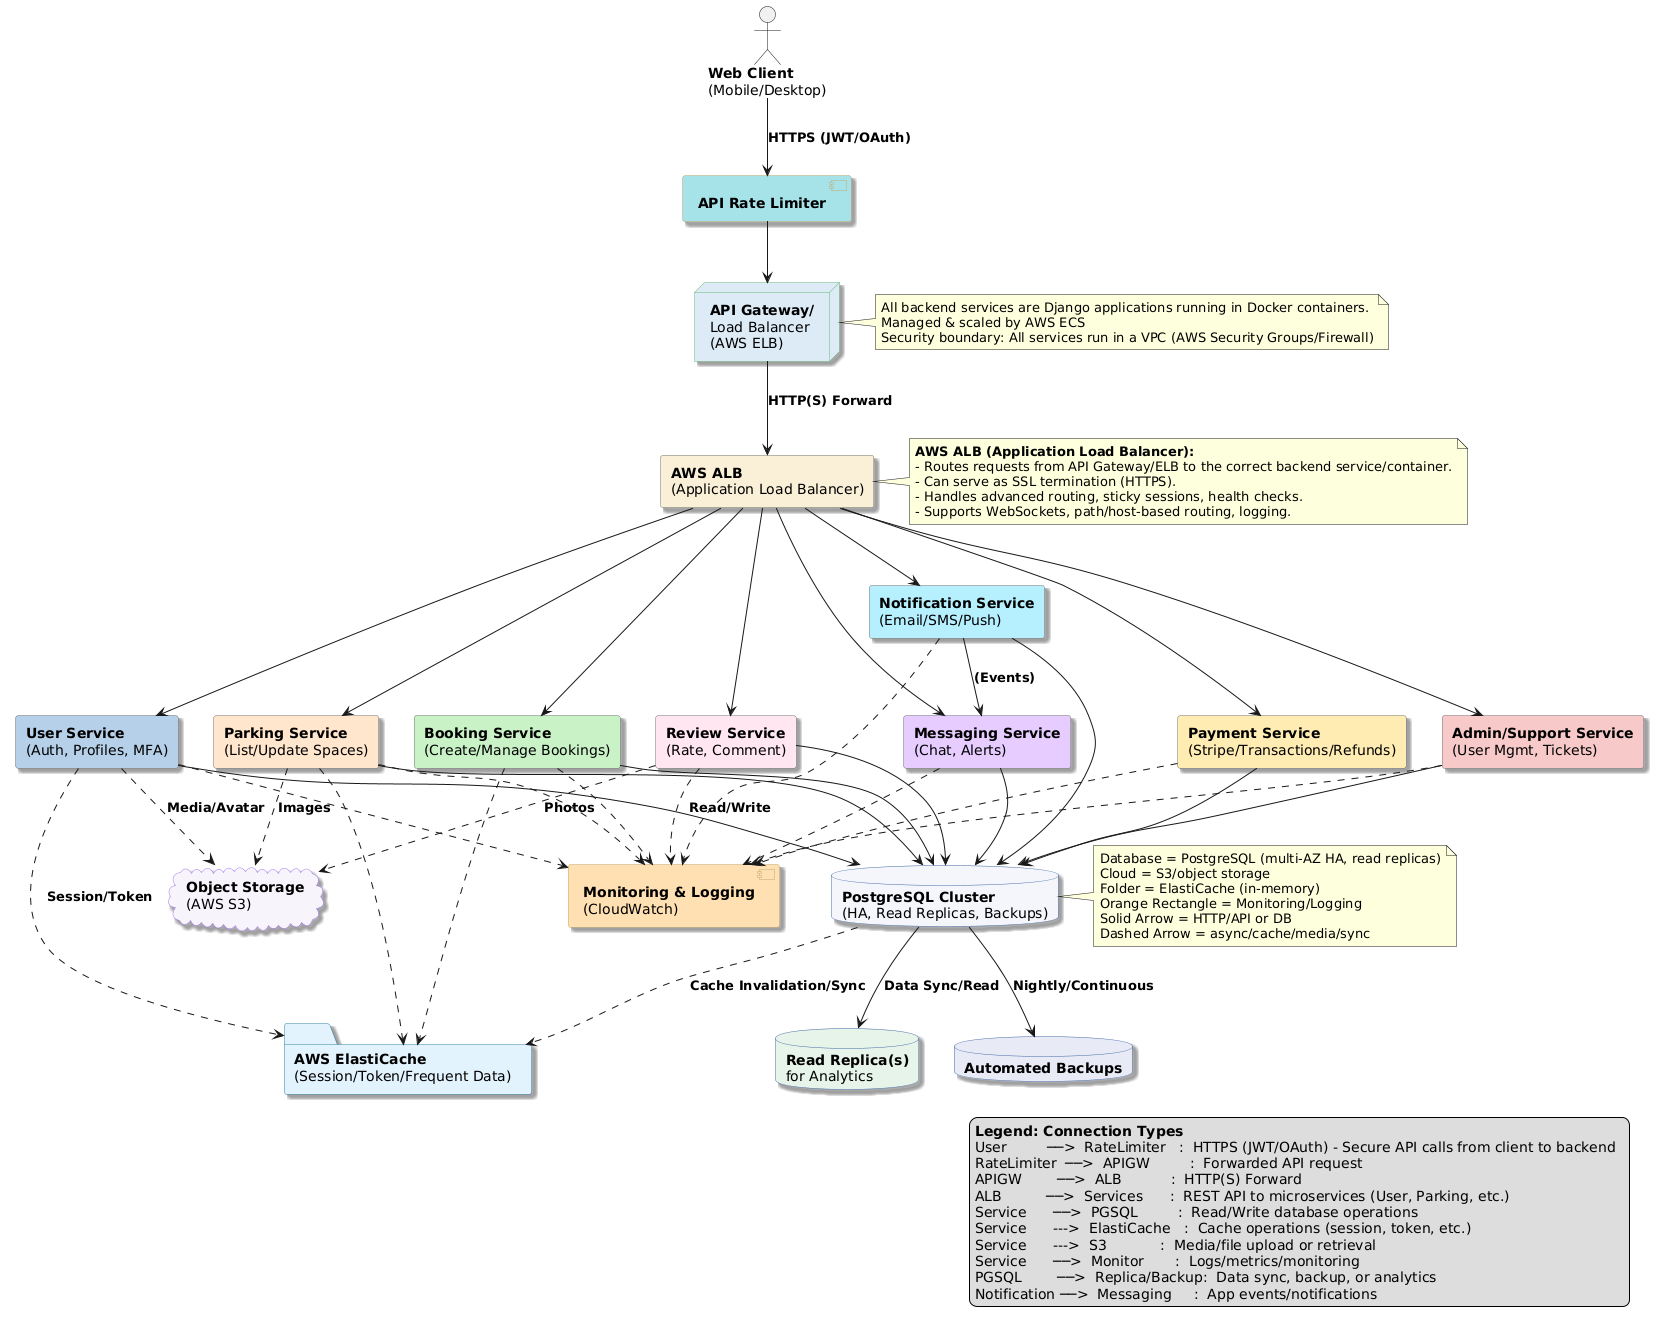 Web Client
(Mobile/Desktop)
HTTPS (JWT/OAuth)
API Rate Limiter
API Gateway/
Load Balancer
(AWS ELB)
All backend services are Django applications running in Docker containers.
Managed & scaled by AWS ECS
Security boundary: All services run in a VPC (AWS Security Groups/Firewall)
HTTP(S) Forward
AWS ALB
(Application Load Balancer)
AWS ALB (Application Load Balancer):
- Routes requests from API Gateway/ELB to the correct backend service/container.
- Can serve as SSL termination (HTTPS).
- Handles advanced routing, sticky sessions, health checks.
- Supports WebSockets, path/host-based routing, logging.
Notification Service
(Email/SMS/Push)
(Events)
User Service
(Auth, Profiles, MFA)
Parking Service
(List/Update Spaces)
Booking Service
(Create/Manage Bookings)
Review Service
(Rate, Comment)
Messaging Service
(Chat, Alerts)
Payment Service
(Stripe/Transactions/Refunds)
Admin/Support Service
(User Mgmt, Tickets)
Media/Avatar
Images
Photos
Read/Write
Session/Token
Object Storage
(AWS S3)
Monitoring & Logging
(CloudWatch)
PostgreSQL Cluster
(HA, Read Replicas, Backups)
Database = PostgreSQL (multi-AZ HA, read replicas)
Cloud = S3/object storage
Folder = ElastiCache (in-memory)
Orange Rectangle = Monitoring/Logging
Solid Arrow = HTTP/API or DB
Dashed Arrow = async/cache/media/sync
Cache Invalidation/Sync
Data Sync/Read
Nightly/Continuous
AWS ElastiCache
(Session/Token/Frequent Data)
Read Replica(s)
for Analytics
Automated Backups
Legend: Connection Types
User ──> RateLimiter : HTTPS (JWT/OAuth) - Secure API calls from client to backend
RateLimiter ──> APIGW : Forwarded API request
APIGW ──> ALB : HTTP(S) Forward
ALB ──> Services : REST API to microservices (User, Parking, etc.)
Service ──> PGSQL : Read/Write database operations
Service ---> ElastiCache : Cache operations (session, token, etc.)
Service ---> S3 : Media/file upload or retrieval
Service ──> Monitor : Logs/metrics/monitoring
PGSQL ──> Replica/Backup: Data sync, backup, or analytics
Notification ──> Messaging : App events/notifications